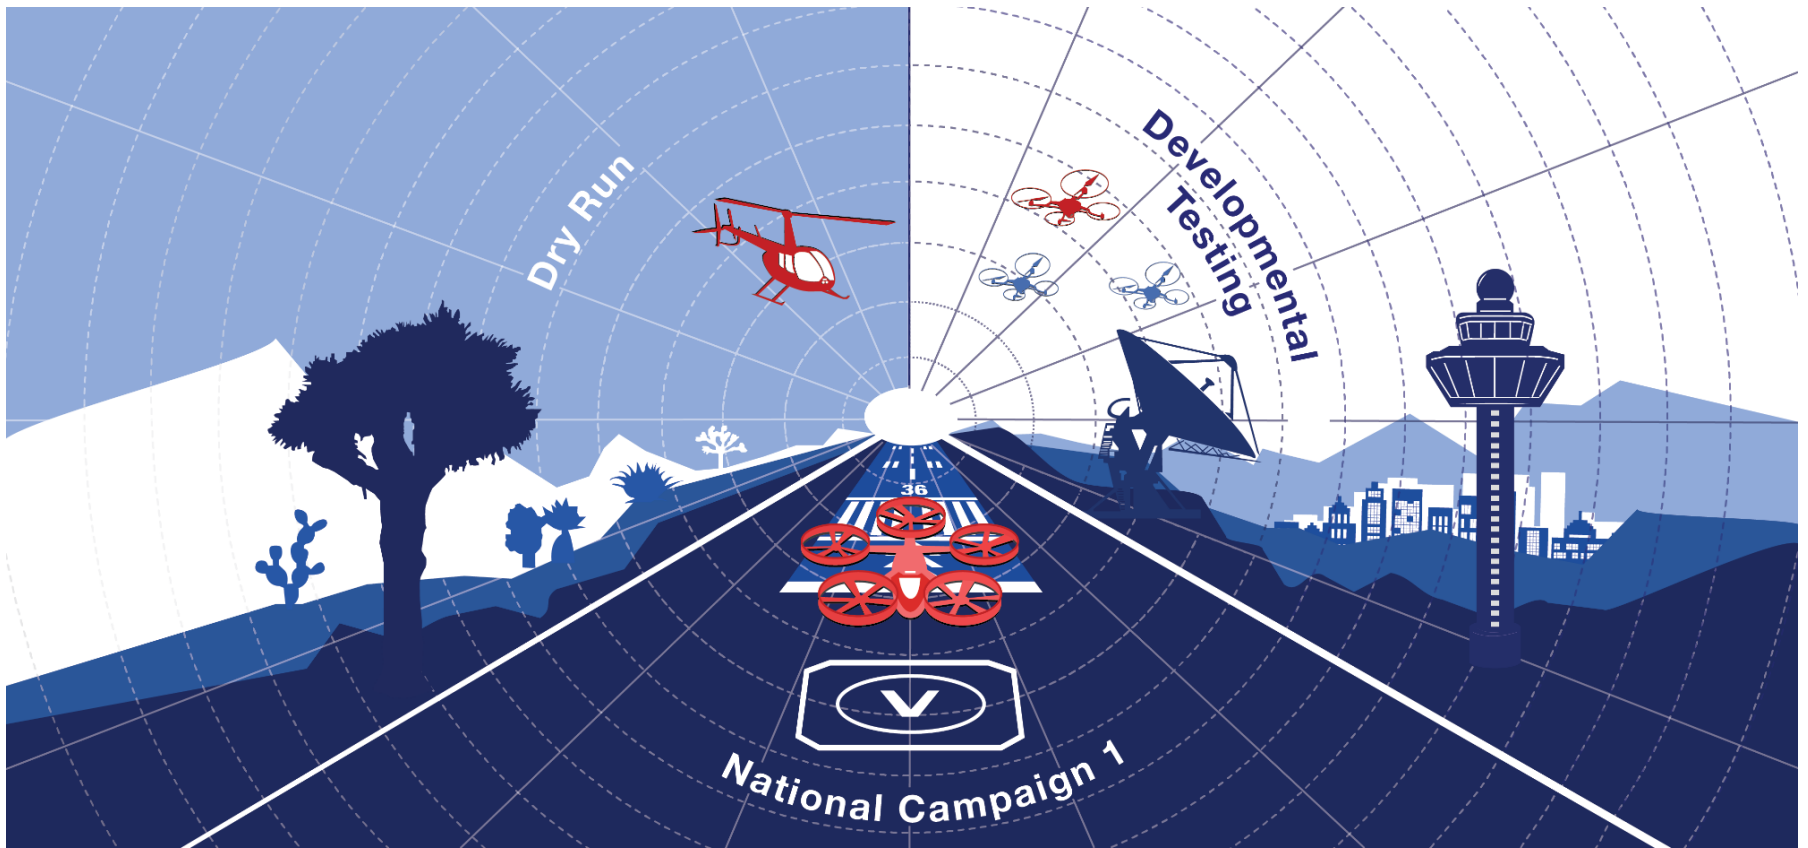 Dry Run
Developmental
Testing
36
V
National Campaign 1